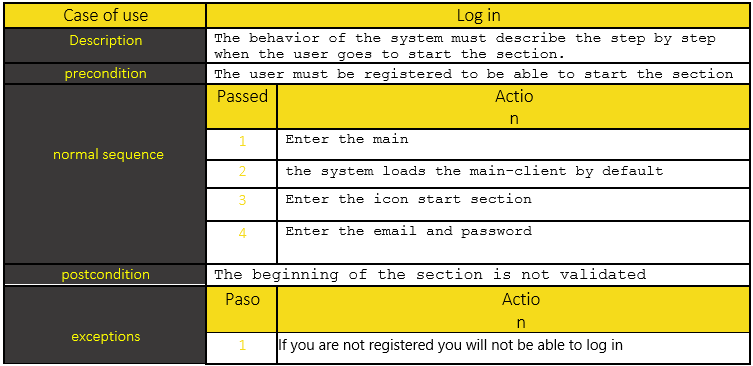 Case of use
Log in
Description
The behavior of the system must describe the step by step
when the user goes to start the section.
precondition
The user must be registered to be able to start the section
normal sequence
Passed
Actio
n
1
Enter the main
2
the system loads the main-client by default
3
Enter the icon start section
4
Enter the email and password
postcondition
The beginning of the section is not validated
exceptions
Paso
Actio
n
1
If you are not registered you will not be able to log in